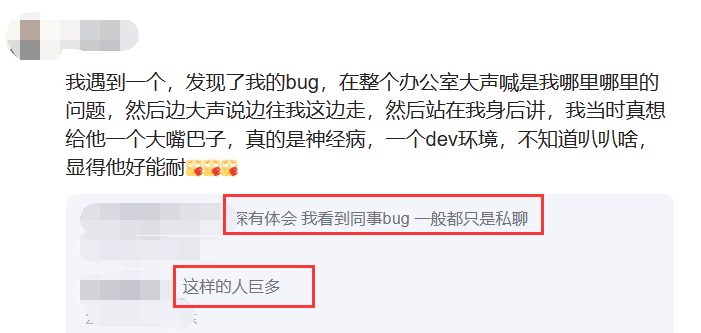 我遇到一个，发现了我的bug，在整个办公室大声喊是我哪里哪里的
问题，然后边大声说边往我这边走，然后站在我身后讲，我当时真想
给他一个大嘴巴子，真的是神经病，一个dev环境，不知道叭叭啥，
显得他好能耐
深有体会 我看到同事bug 一般都只是私聊
这样的人巨多